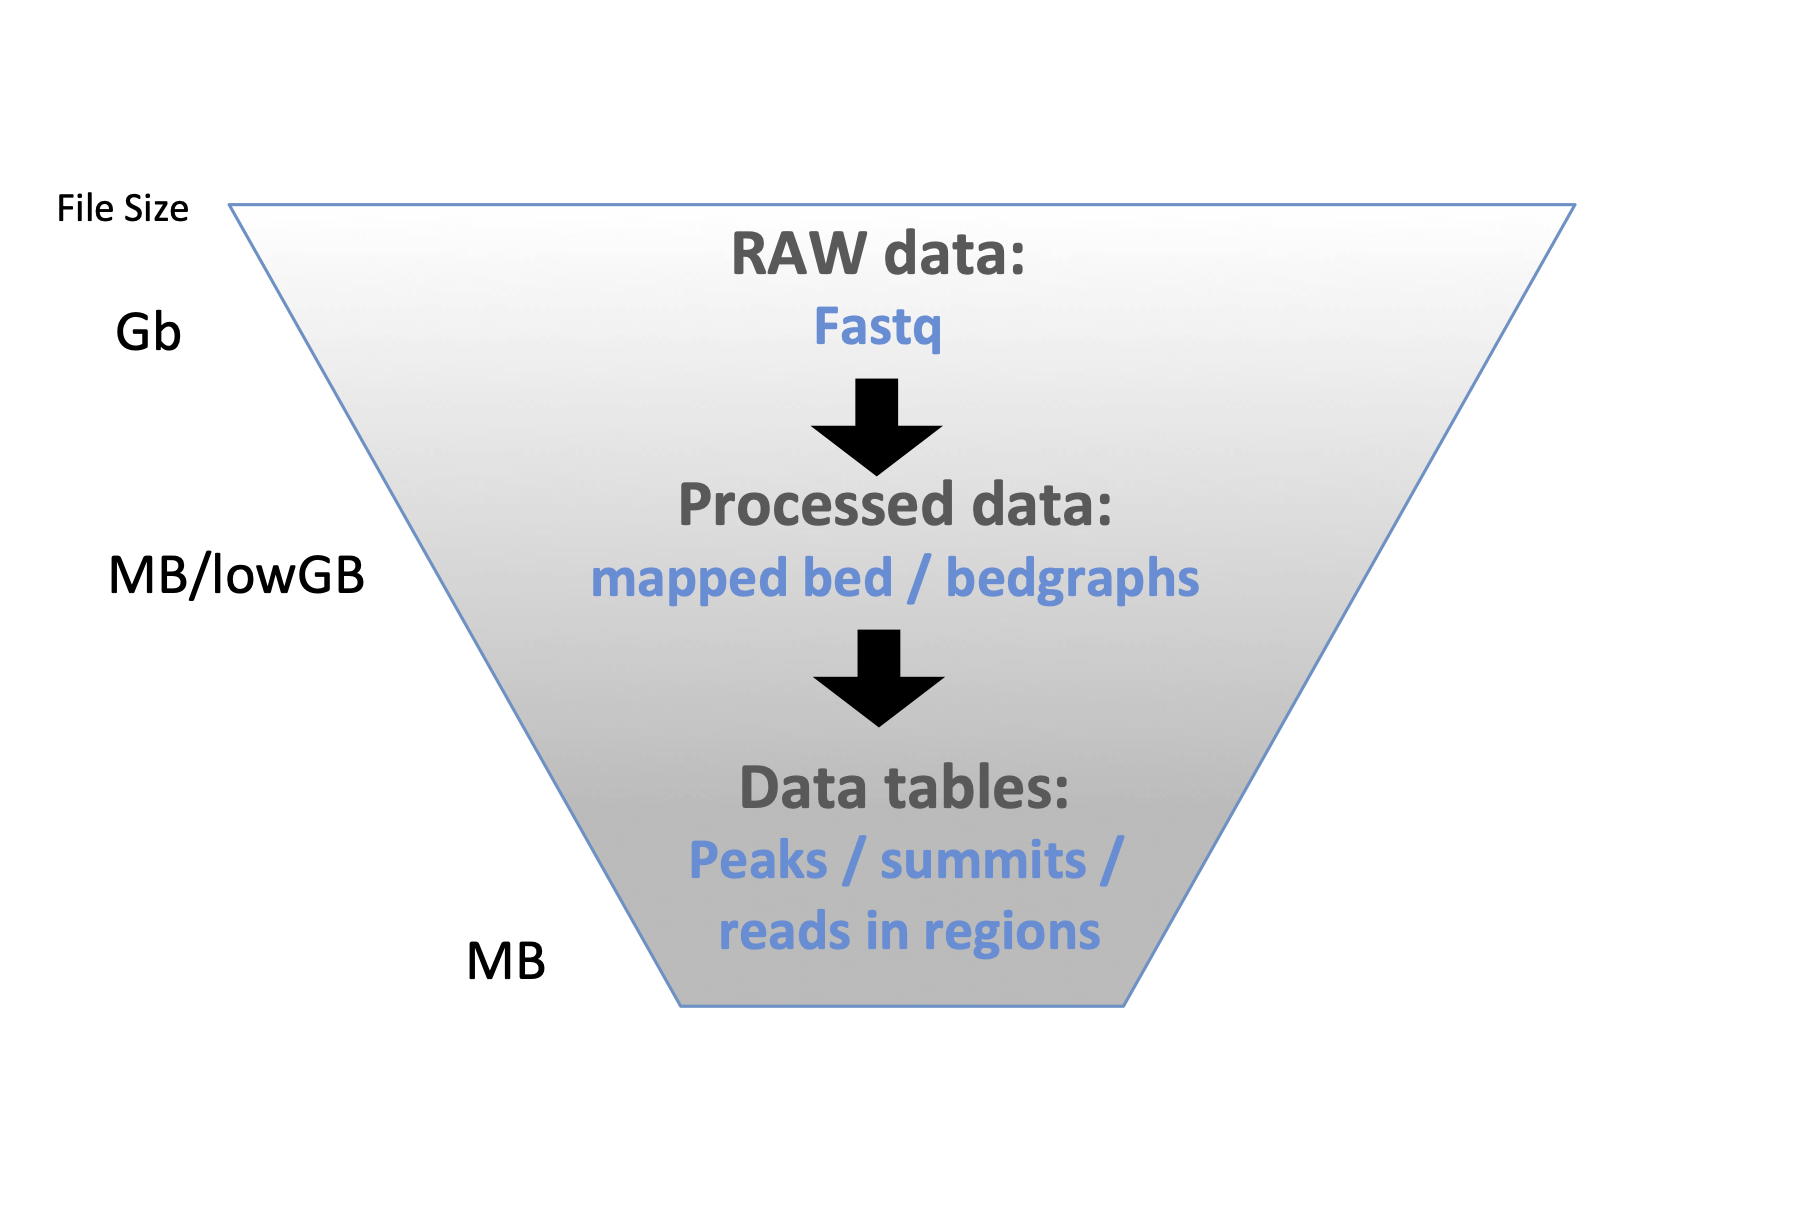 File Size
RAW data:
Fastq
Gb
Processed data:
mapped bed / bedgraphs
MB/lowGB
Data tables:
Peaks / summits /
reads in regions
MB